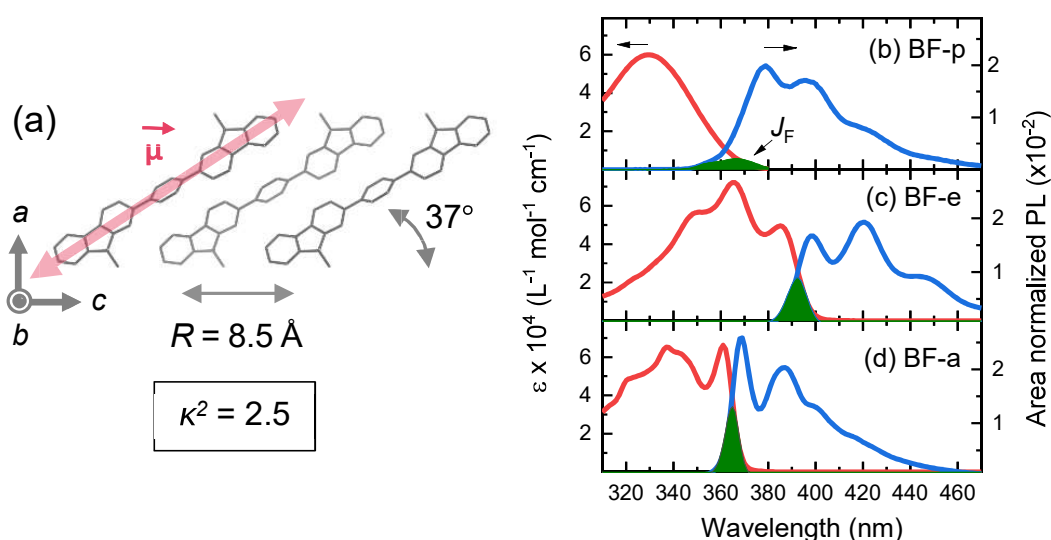 (a)
μ
a
b
c
37°
R = 8.5 Å
κ² = 2.5
ε x 10⁴ (L⁻¹ mol⁻¹ cm⁻¹)
Area normalized PL (x10⁻²)
(b) BF-p
J_F
6
4
2
2
1
(c) BF-e
6
4
2
2
1
(d) BF-a
6
4
2
2
1
320 340 360 380 400 420 440 460
Wavelength (nm)